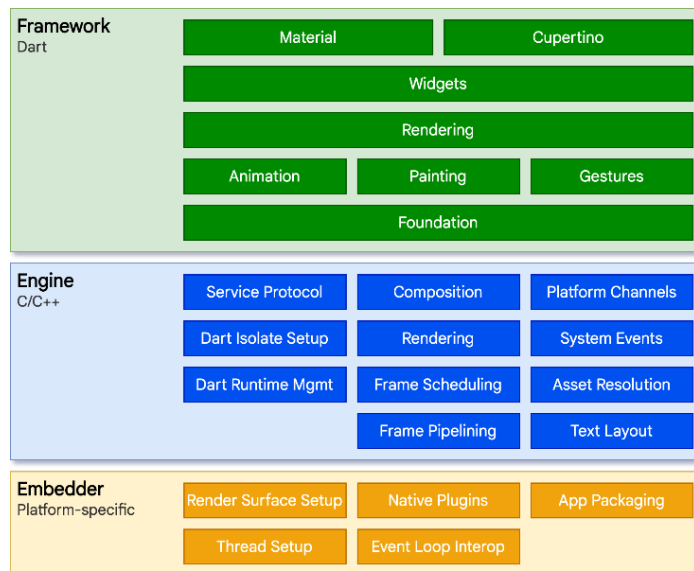 Framework
Dart
Material
Cupertino
Widgets
Rendering
Animation
Painting
Gestures
Foundation
Engine
C/C++
Service Protocol
Composition
Platform Channels
Dart Isolate Setup
Rendering
System Events
Dart Runtime Mgmt
Frame Scheduling
Asset Resolution
Frame Pipelining
Text Layout
Embedder
Platform-specific
Render Surface Setup
Native Plugins
App Packaging
Thread Setup
Event Loop Interop